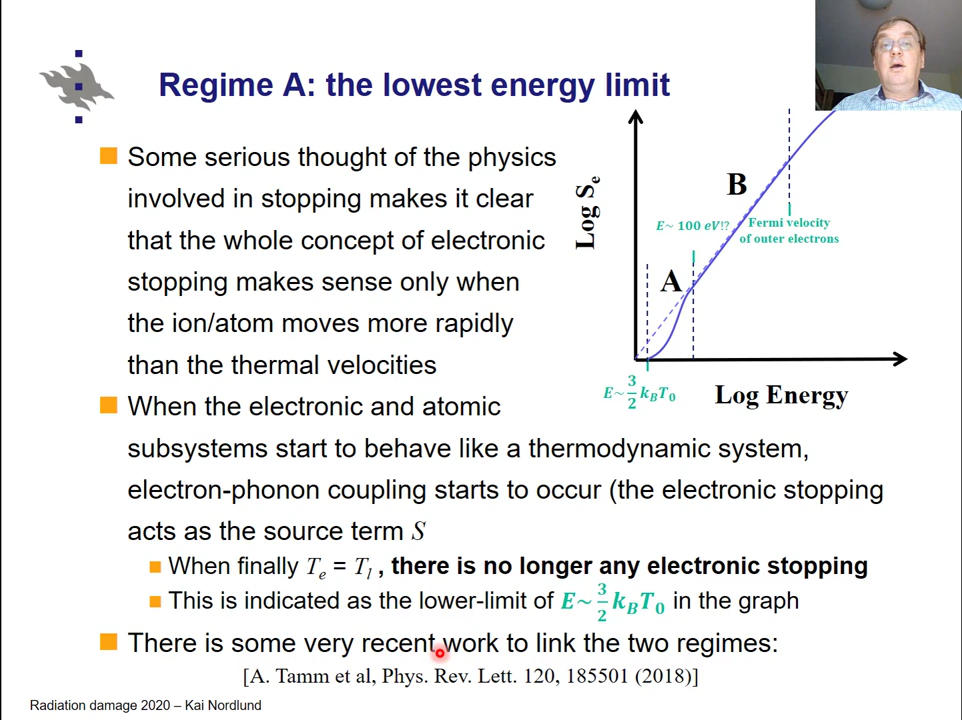 Regime A: the lowest energy limit
Some serious thought of the physics
involved in stopping makes it clear
that the whole concept of electronic
stopping makes sense only when
the ion/atom moves more rapidly
than the thermal velocities
When the electronic and atomic
subsystems start to behave like a thermodynamic system,
electron-phonon coupling starts to occur (the electronic stopping
acts as the source term S
When finally Tₑ = Tₗ , there is no longer any electronic stopping
This is indicated as the lower-limit of E~ 3/2 k_B T₀ in the graph
There is some very recent work to link the two regimes:
[A. Tamm et al, Phys. Rev. Lett. 120, 185501 (2018)]
Log Sₑ
B
E~ 100 eV!?
Fermi velocity
of outer electrons
A
E~ 3/2 k_B T₀
Log Energy
Radiation damage 2020 – Kai Nordlund